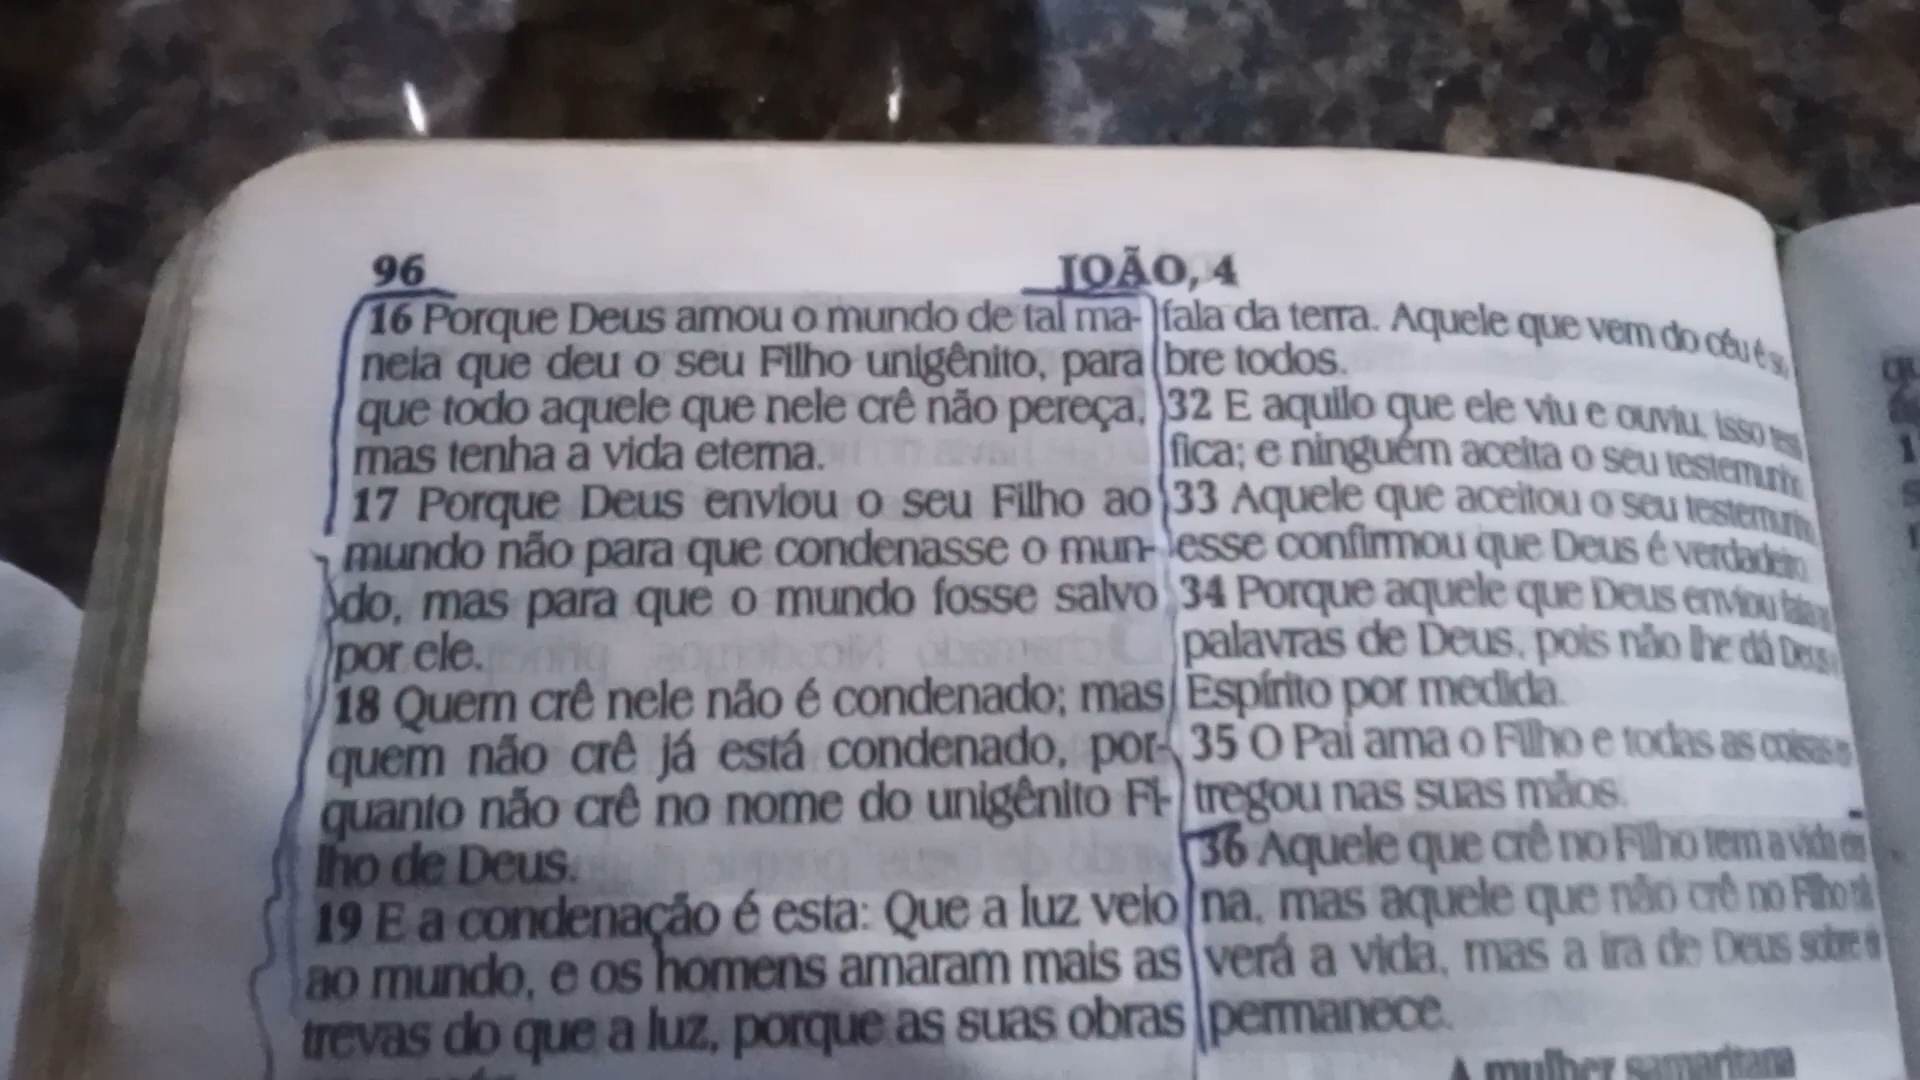 96
JOÃO, 4
16 Porque Deus amou o mundo de tal ma-
neia que deu o seu Filho unigênito, para
que todo aquele que nele crê não pereça,
mas tenha a vida eterna.
17 Porque Deus enviou o seu Filho ao
mundo não para que condenasse o mun-
do, mas para que o mundo fosse salvo
por ele.
18 Quem crê nele não é condenado; mas
quem não crê já está condenado, por-
quanto não crê no nome do unigênito Fi-
lho de Deus.
19 E a condenação é esta: Que a luz veio
ao mundo, e os homens amaram mais as
trevas do que a luz, porque as suas obras
fala da terra. Aquele que vem do céu é
bre todos.
32 E aquilo que ele viu e ouviu, isso
fica; e ninguém aceita o seu testemunho
33 Aquele que aceitou o seu testemunho
esse confirmou que Deus é verdadeiro
34 Porque aquele que Deus enviou
palavras de Deus, pois não lhe dá Deus
Espírito por medida.
35 O Pai ama o Filho e todas as coisas
tregou nas suas mãos.
36 Aquele que crê no Filho tem a vida
na, mas aquele que não crê no Filho
verá a vida, mas a ira de Deus sobre
permanece.
A mulher samaritana